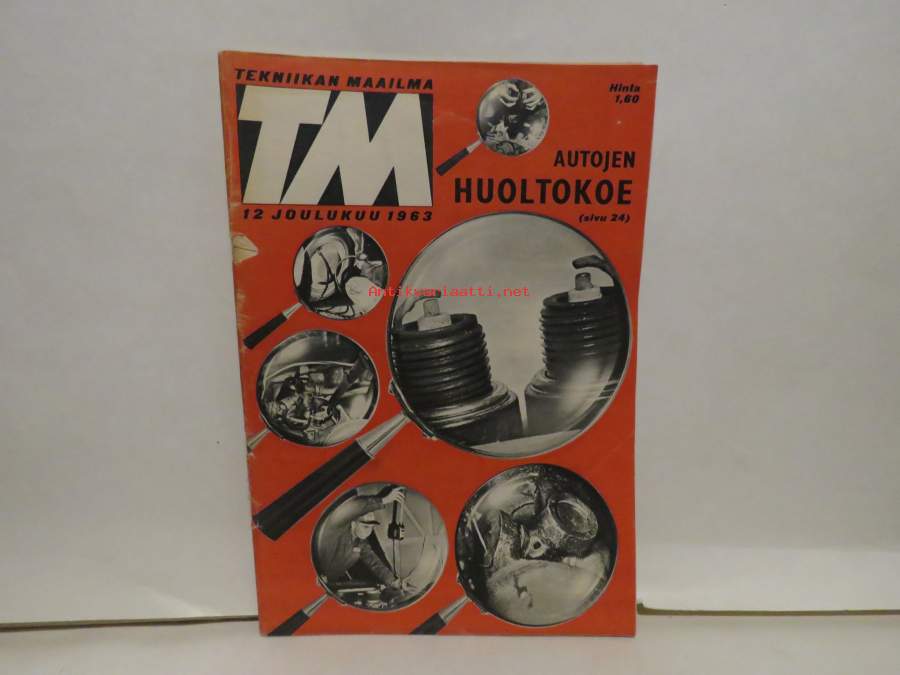 TEKNIIKAN MAAILMA
TM
12 JOULUKUU 1963
Hinta
1,60
AUTOJEN
HUOLTOKOE
(sivu 24)
Antikvariaatti.net